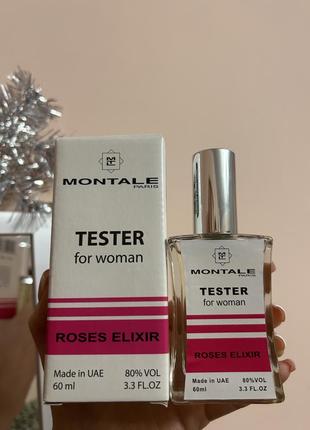 MONTALE
PARIS
TESTER
for woman
ROSES ELIXIR
Made in UAE 80% VOL
60 ml 3.3 FL.OZ
MONTALE
PARIS
TESTER
for woman
ROSES ELIXIR
Made in UAE 80%VOL
60ml 3.3 FL.OZ